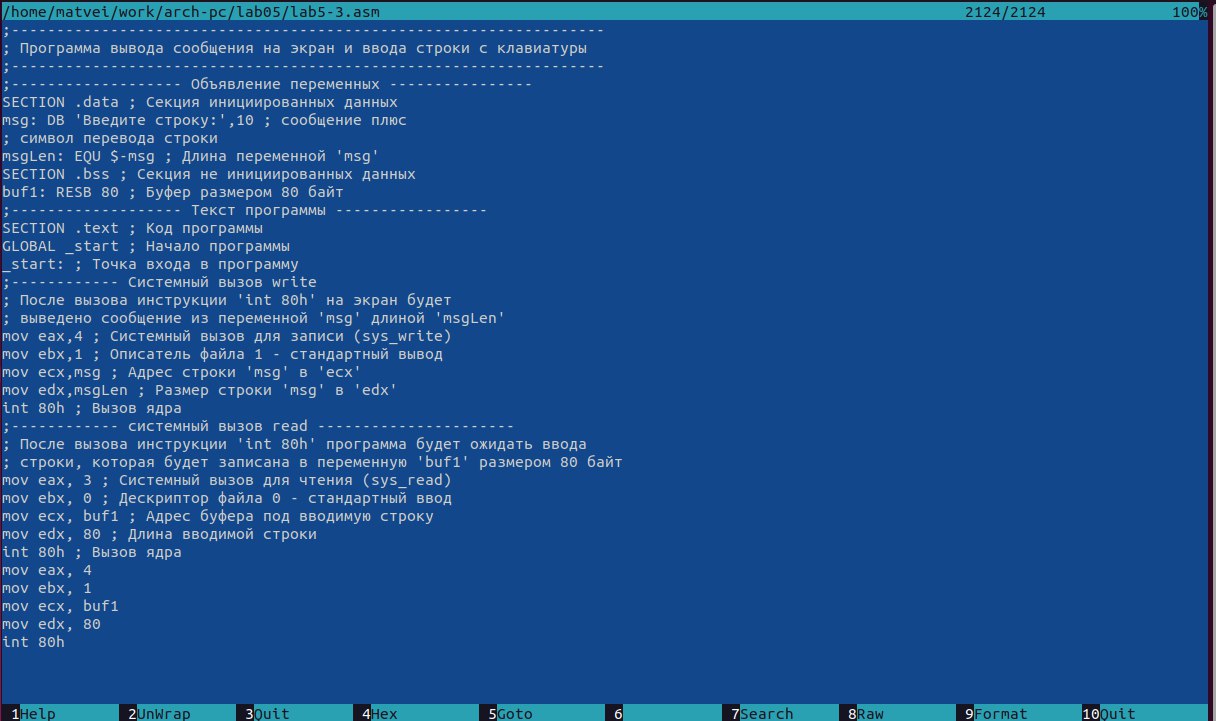 /home/matvei/work/arch-pc/lab05/lab5-3.asm 2124/2124 100%
;------------------------------------------------------------------
; Программа вывода сообщения на экран и ввода строки с клавиатуры
;------------------------------------------------------------------
;------------------- Объявление переменных ----------------
SECTION .data ; Секция инициированных данных
msg: DB 'Введите строку:',10 ; сообщение плюс
; символ перевода строки
msgLen: EQU $-msg ; Длина переменной 'msg'
SECTION .bss ; Секция не инициированных данных
buf1: RESB 80 ; Буфер размером 80 байт
;------------------- Текст программы -----------------
SECTION .text ; Код программы
GLOBAL _start ; Начало программы
_start: ; Точка входа в программу
;------------ Системный вызов write
; После вызова инструкции 'int 80h' на экран будет
; выведено сообщение из переменной 'msg' длиной 'msgLen'
mov eax,4 ; Системный вызов для записи (sys_write)
mov ebx,1 ; Описатель файла 1 - стандартный вывод
mov ecx,msg ; Адрес строки 'msg' в 'ecx'
mov edx,msgLen ; Размер строки 'msg' в 'edx'
int 80h ; Вызов ядра
;------------ системный вызов read ----------------------
; После вызова инструкции 'int 80h' программа будет ожидать ввода
; строки, которая будет записана в переменную 'buf1' размером 80 байт
mov eax, 3 ; Системный вызов для чтения (sys_read)
mov ebx, 0 ; Дескриптор файла 0 - стандартный ввод
mov ecx, buf1 ; Адрес буфера под вводимую строку
mov edx, 80 ; Длина вводимой строки
int 80h ; Вызов ядра
mov eax, 4
mov ebx, 1
mov ecx, buf1
mov edx, 80
int 80h
1Help 2UnWrap 3Quit 4Hex 5Goto 6 7Search 8Raw 9Format 10Quit